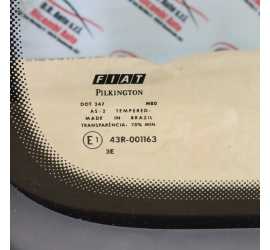 FIAT
PILKINGTON
DOT 247 M80
AS-2 TEMPERED-
MADE IN BRAZIL
TRANSPARÊNCIA: 70% MIN.
E1 43R-001163
3E